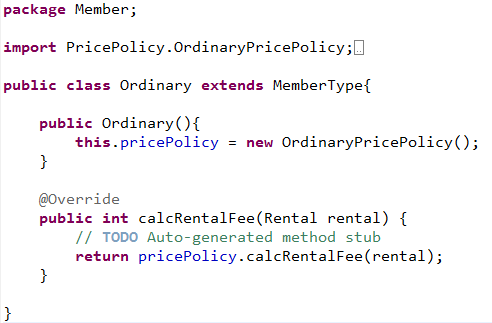 package Member;
import PricePolicy.OrdinaryPricePolicy;
public class Ordinary extends MemberType{
public Ordinary(){
this.pricePolicy = new OrdinaryPricePolicy();
}
@Override
public int calcRentalFee(Rental rental) {
// TODO Auto-generated method stub
return pricePolicy.calcRentalFee(rental);
}
}